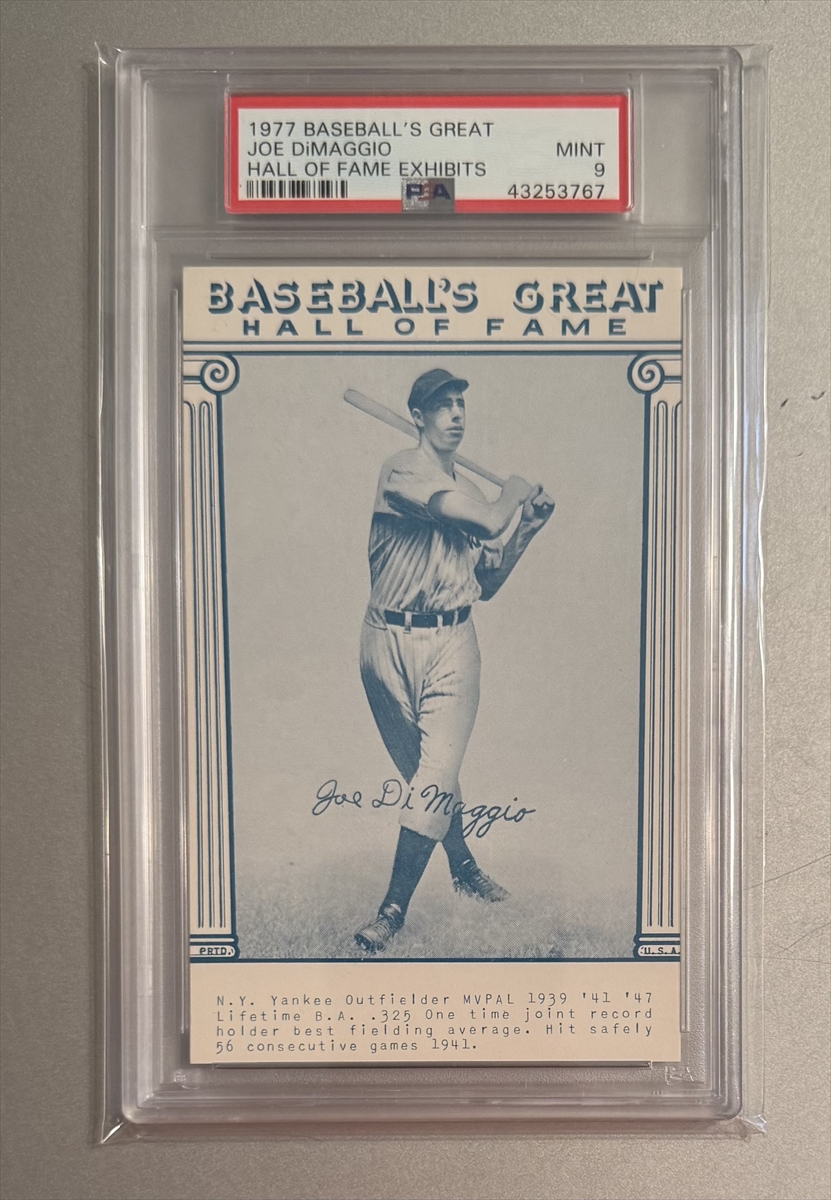 1977 BASEBALL'S GREAT
JOE DiMAGGIO MINT
HALL OF FAME EXHIBITS 9
PSA 43253767
BASEBALL'S GREAT
HALL OF FAME
Joe DiMaggio
PRTD. U.S.A.
N.Y. Yankee Outfielder MVPAL 1939 '41 '47
Lifetime B.A. .325 One time joint record
holder best fielding average. Hit safely
56 consecutive games 1941.